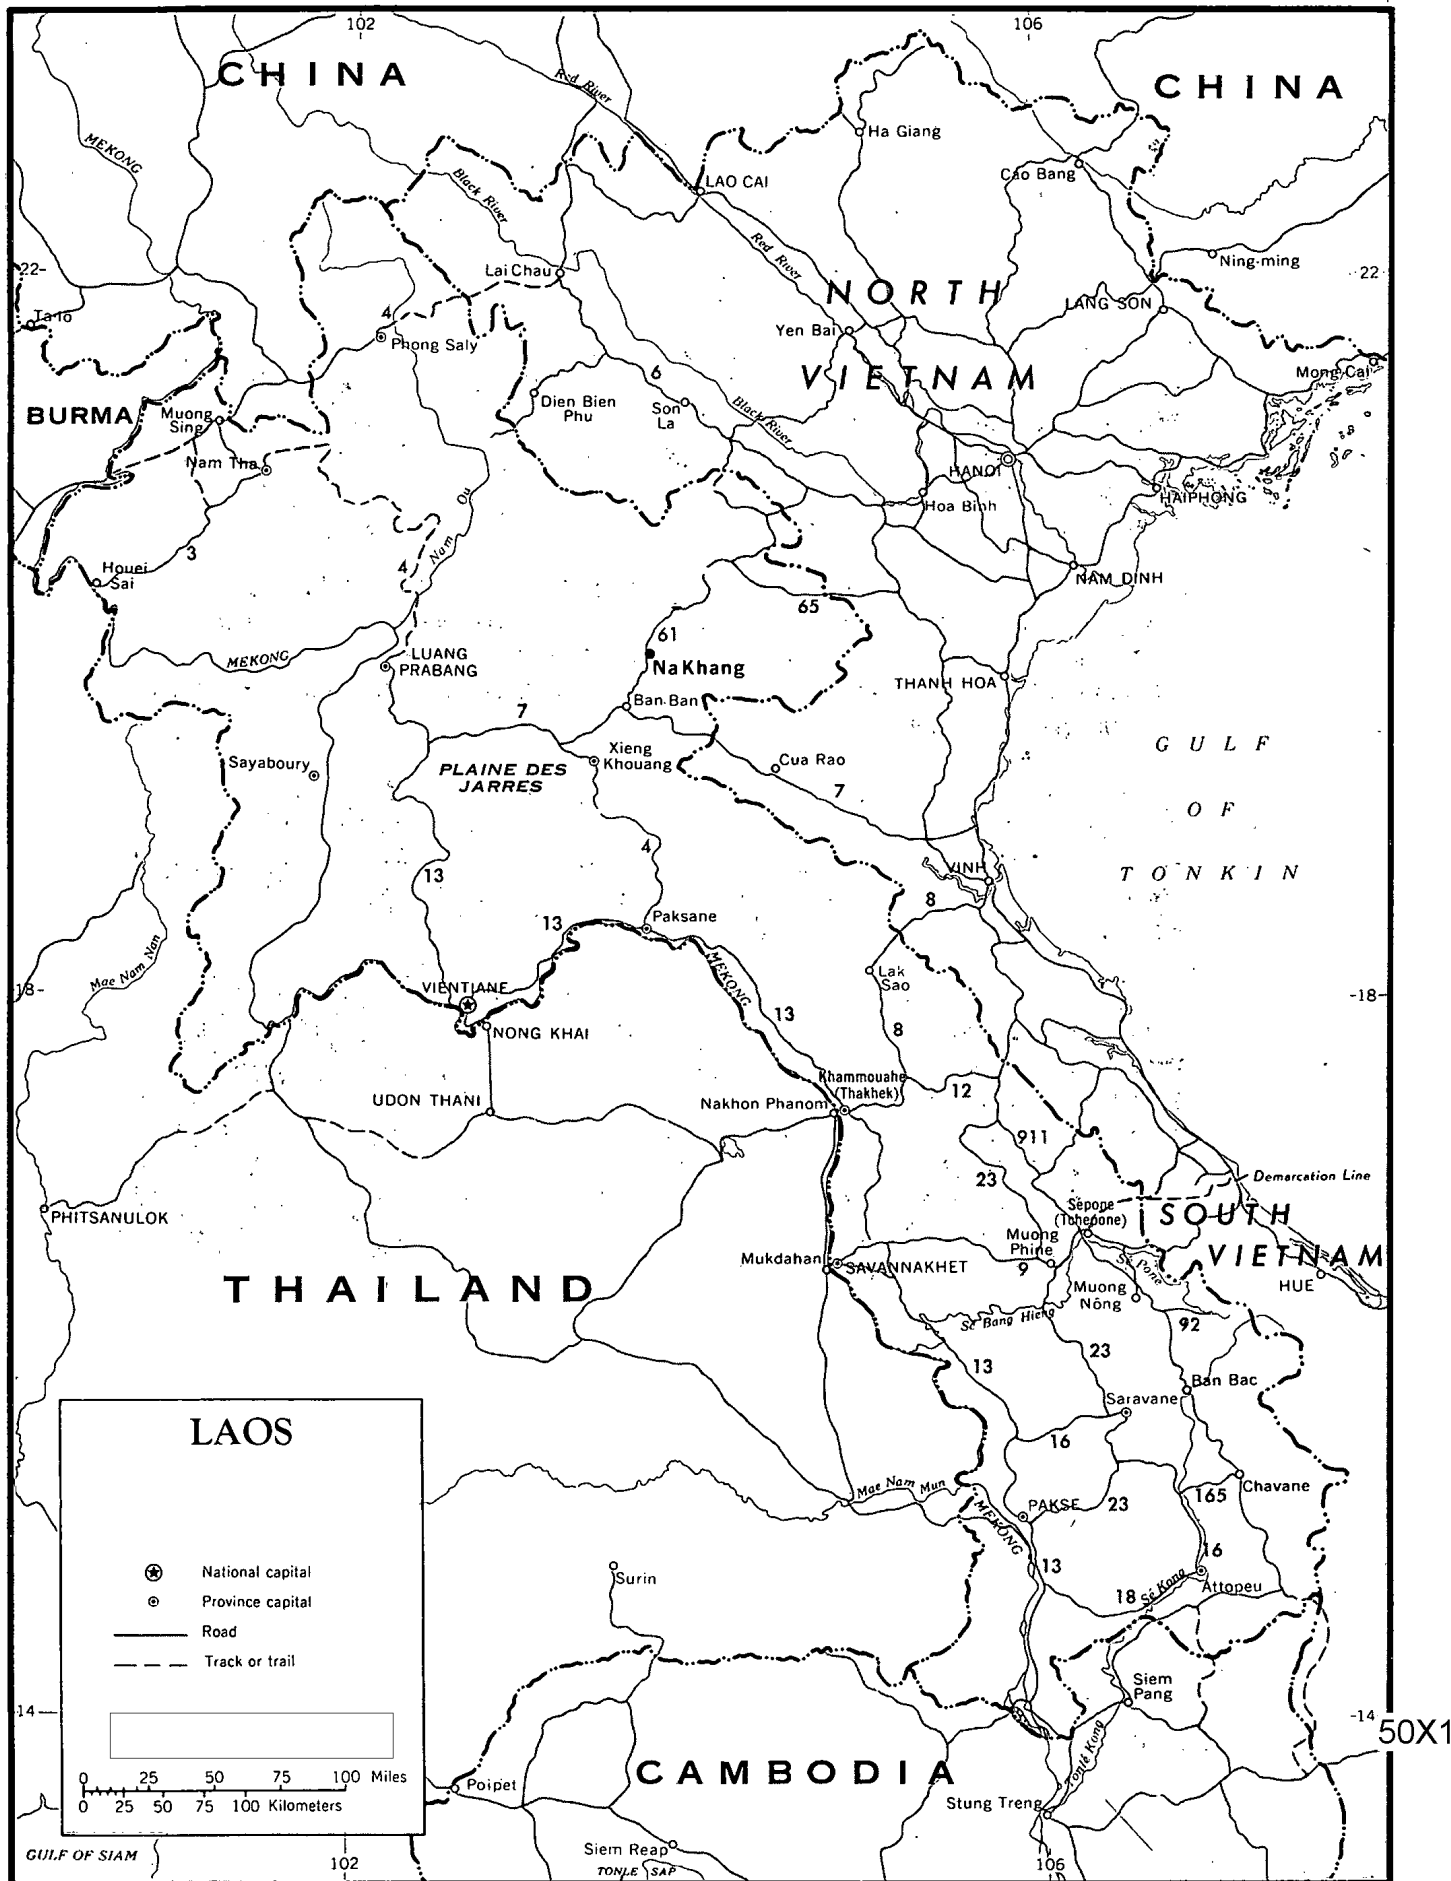 102
106
CHINA
CHINA
Red River
MEKONG
Ha Giang
Cao Bang
LAO CAI
Black River
Red River
Lai Chau
22
22
Ning-ming
NORTH
LANG SON
Ta-lo
4
Phong Saly
Yen Bai
VIETNAM
Mong Cai
6
BURMA
Muong
Sing
Dien Bien
Phu
Son
La
Black River
Nam Tha
HANOI
Hoa Binh
HAIPHONG
Nam Ou
3
Houei
Sai
4
NAM DINH
65
61
MEKONG
LUANG
PRABANG
Na Khang
THANH HOA
Ban Ban
7
GULF
OF
TONKIN
Sayaboury
Xieng
Khouang
PLAINE DES
JARRES
Cua Rao
7
4
13
VINH
8
13
Paksane
Mae Nam Nan
MEKONG
Lak
Sao
18
18
VIENTIANE
NONG KHAI
13
8
Khammouane
(Thakhek)
12
UDON THANI
Nakhon Phanom
911
23
Demarcation Line
PHITSANULOK
Sépone
(Tchepone)
SOUTH
VIETNAM
Muong
Phine
Mukdahan
SAVANNAKHET
9
Sé Pone
HUE
THAILAND
Muong
Nông
Sé Bang Hieng
92
13
23
Ban Bac
Saravane
16
Mae Nam Mun
MEKONG
PAKSE
23
165
Chavane
13
16
Surin
18
Sé Kong
Attopeu
Siem
Pang
14
14
50X1
CAMBODIA
Tonlé Kong
Poipet
Stung Treng
Siem Reap
TONLE SAP
GULF OF SIAM
102
106
LAOS
National capital
Province capital
Road
Track or trail
0 25 50 75 100 Miles
0 25 50 75 100 Kilometers